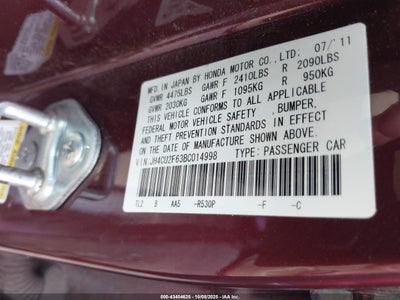 MFD. IN JAPAN BY HONDA MOTOR CO., LTD. 07/'11
GVWR 4475LBS GAWR F 2410LBS R 2090LBS
GVWR 2030KG GAWR F 1095KG R 950KG
THIS VEHICLE CONFORMS TO ALL APPLICABLE
FEDERAL MOTOR VEHICLE SAFETY, BUMPER,
AND THEFT PREVENTION STANDARDS IN EFFECT
ON THE DATE OF MANUFACTURE SHOWN ABOVE.
VIN:JH4CU2F63BC014998 TYPE: PASSENGER CAR
TL2 B AA5 -R530P -F -C
000-43404625 - 10/09/2025 - IAA, LLC